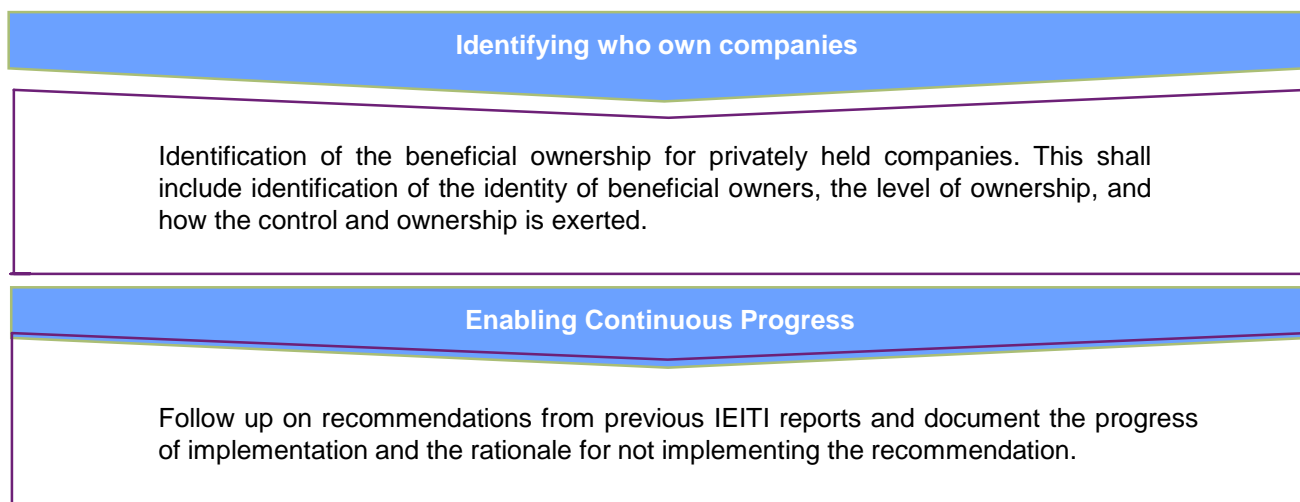 Identifying who own companies
Identification of the beneficial ownership for privately held companies. This shall
include identification of the identity of beneficial owners, the level of ownership, and
how the control and ownership is exerted.
Enabling Continuous Progress
Follow up on recommendations from previous IEITI reports and document the progress
of implementation and the rationale for not implementing the recommendation.